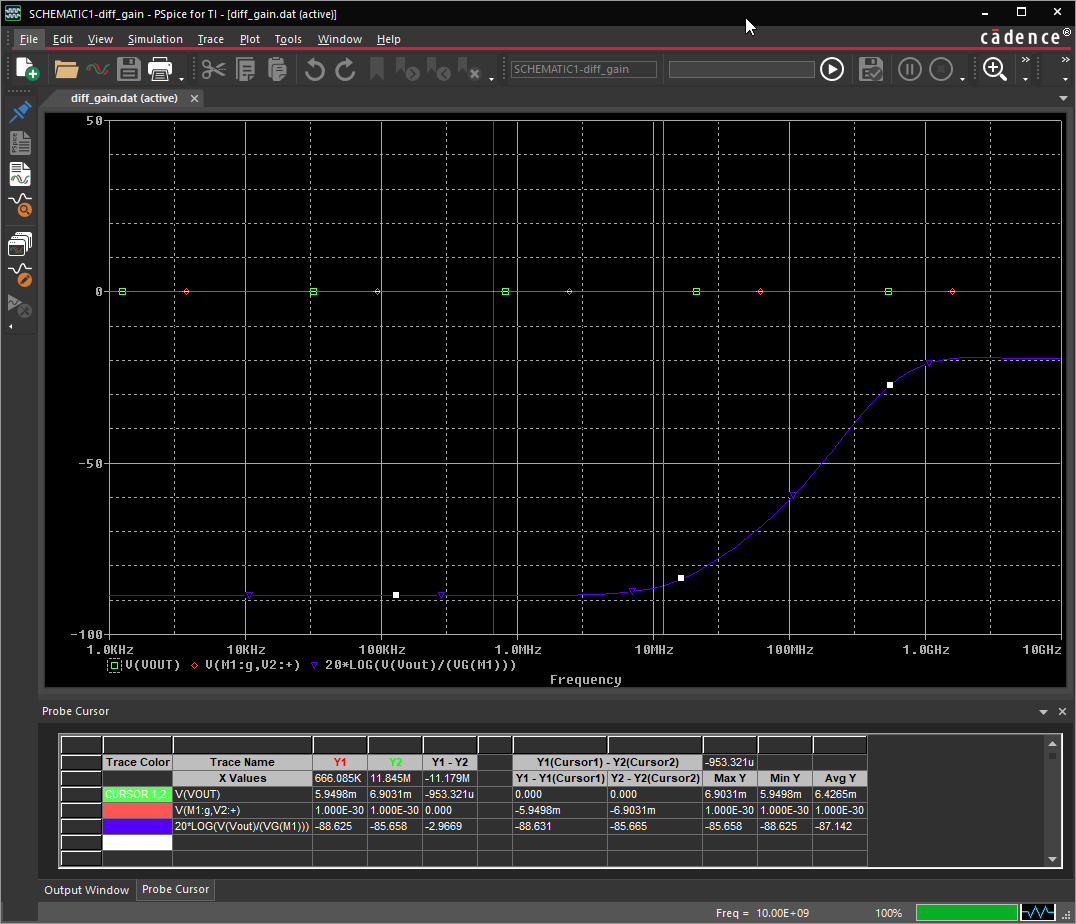 SCHEMATIC1-diff_gain - PSpice for TI - [diff_gain.dat (active)]
File Edit View Simulation Trace Plot Tools Window Help
cādence®
SCHEMATIC1-diff_gain
diff_gain.dat (active)
PSpice
50
0
-50
-100
1.0KHz 10KHz 100KHz 1.0MHz 10MHz 100MHz 1.0GHz 10GHz
V(VOUT) V(M1:g,V2:+) 20*LOG(V(Vout)/(VG(M1)))
Frequency
Probe Cursor
Y1(Cursor1) - Y2(Cursor2) -953.321u
Trace Color Trace Name Y1 Y2 Y1 - Y2
X Values 666.085K 11.845M -11.179M Y1 - Y1(Cursor1) Y2 - Y2(Cursor2) Max Y Min Y Avg Y
CURSOR 1,2 V(VOUT) 5.9498m 6.9031m -953.321u 0.000 0.000 6.9031m 5.9498m 6.4265m
V(M1:g,V2:+) 1.000E-30 1.000E-30 0.000 -5.9498m -6.9031m 1.000E-30 1.000E-30 1.000E-30
20*LOG(V(Vout)/(VG(M1))) -88.625 -85.658 -2.9669 -88.631 -85.665 -85.658 -88.625 -87.142
Output Window Probe Cursor
Freq = 10.00E+09 100%